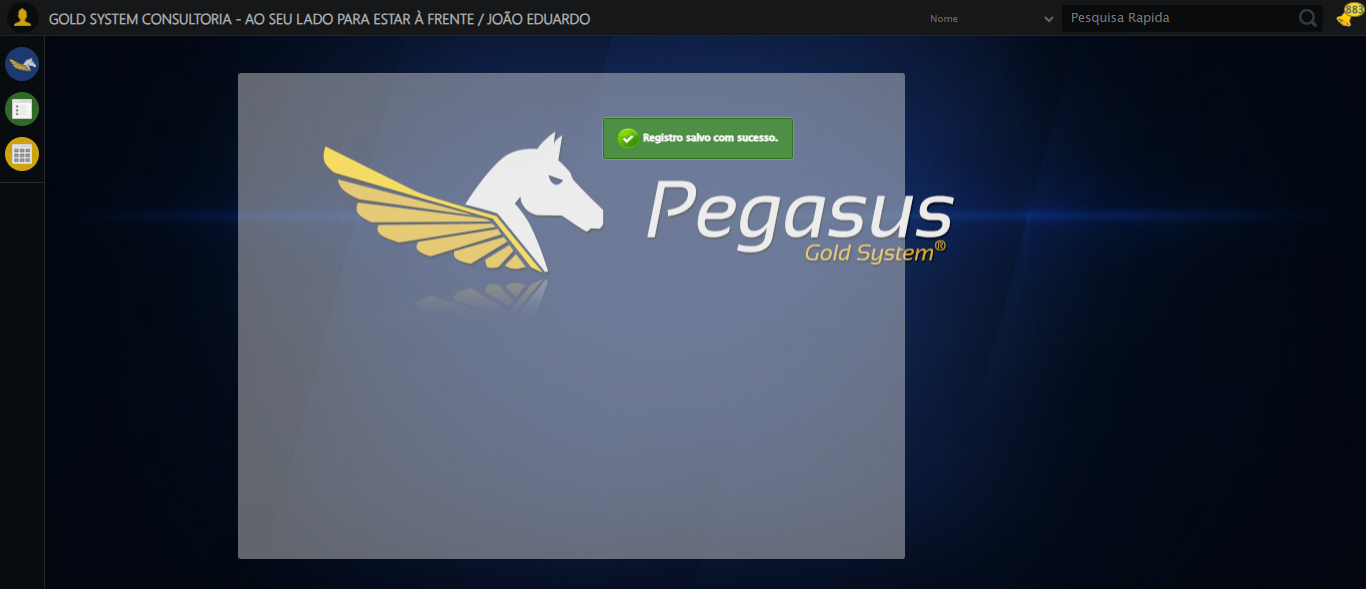 GOLD SYSTEM CONSULTORIA - AO SEU LADO PARA ESTAR À FRENTE / JOÃO EDUARDO
Nome
Pesquisa Rapida
883
Registro salvo com sucesso.
Pegasus
Gold System®